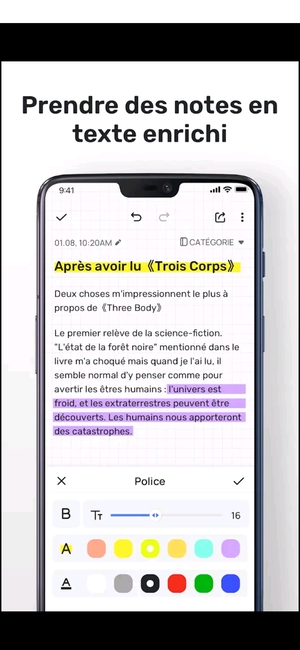 Prendre des notes en
texte enrichi
9:41
01.08, 10:20AM
CATÉGORIE
Après avoir lu《Trois Corps》
Deux choses m'impressionnent le plus à
propos de《Three Body》
Le premier relève de la science-fiction.
"L'état de la forêt noire" mentionné dans le
livre m'a choqué mais quand je l'ai lu, il
semble normal d'y penser comme pour
avertir les êtres humains : l'univers est
froid, et les extraterrestres peuvent être
découverts. Les humains nous apporteront
des catastrophes.
Police
B
TT
16
A
A